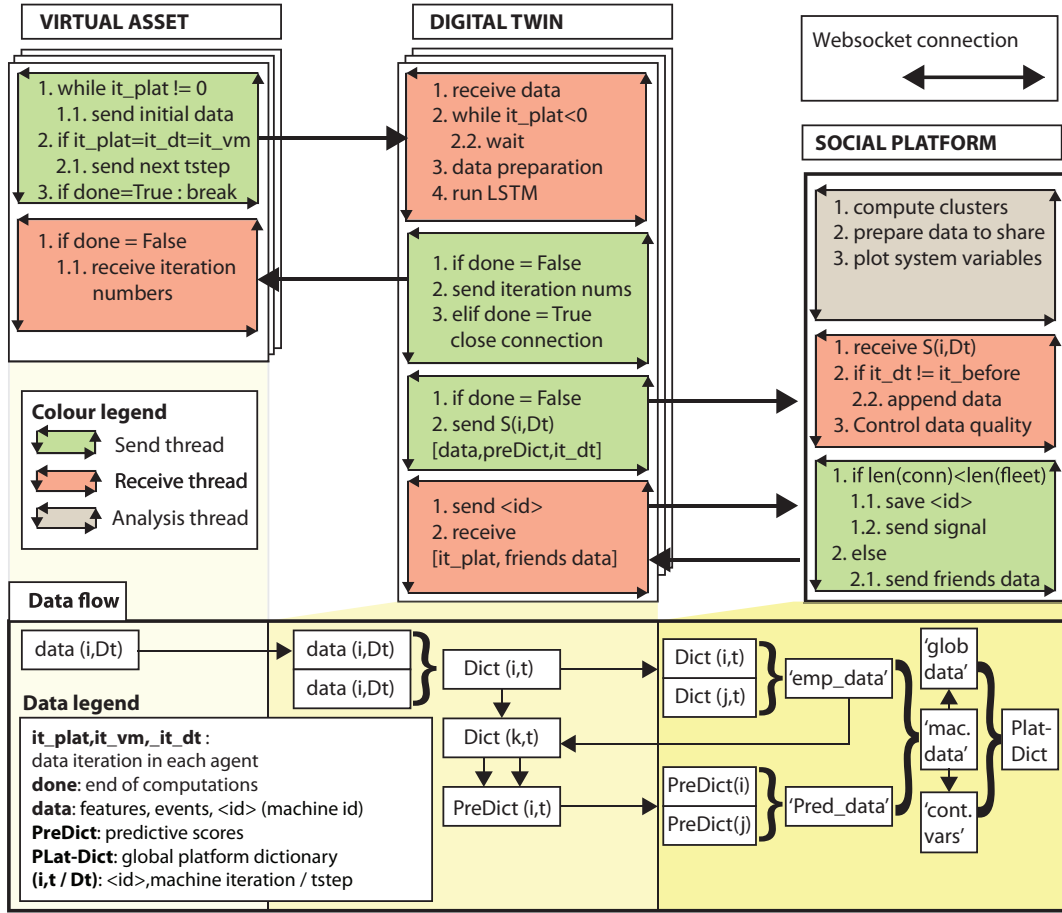 VIRTUAL ASSET
1. while it_plat != 0
1.1. send initial data
2. if it_plat=it_dt=it_vm
2.1. send next tstep
3. if done=True : break
1. if done = False
1.1. receive iteration
numbers
Colour legend
Send thread
Receive thread
Analysis thread
DIGITAL TWIN
1. receive data
2. while it_plat<0
2.2. wait
3. data preparation
4. run LSTM
1. if done = False
2. send iteration nums
3. elif done = True
close connection
1. if done = False
2. send S(i,Dt)
[data,preDict,it_dt]
1. send <id>
2. receive
[it_plat, friends data]
Websocket connection
SOCIAL PLATFORM
1. compute clusters
2. prepare data to share
3. plot system variables
1. receive S(i,Dt)
2. if it_dt != it_before
2.2. append data
3. Control data quality
1. if len(conn)<len(fleet)
1.1. save <id>
1.2. send signal
2. else
2.1. send friends data
Data flow
data (i,Dt)
data (i,Dt)
data (i,Dt)
Dict (i,t)
Dict (k,t)
PreDict (i,t)
Dict (i,t)
Dict (j,t)
'emp_data'
PreDict(i)
PreDict(j)
'Pred_data'
'glob
data'
'mac.
data'
'cont.
vars'
Plat-
Dict
Data legend
it_plat,it_vm,_it_dt :
data iteration in each agent
done: end of computations
data: features, events, <id> (machine id)
PreDict: predictive scores
PLat-Dict: global platform dictionary
(i,t / Dt): <id>,machine iteration / tstep